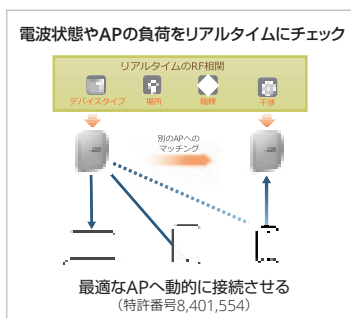 電波状態やAPの負荷をリアルタイムにチェック
リアルタイムのRF相関
デバイスタイプ 場所 輻輳 干渉
別のAPへの
マッチング
最適なAPへ動的に接続させる
（特許番号8,401,554）